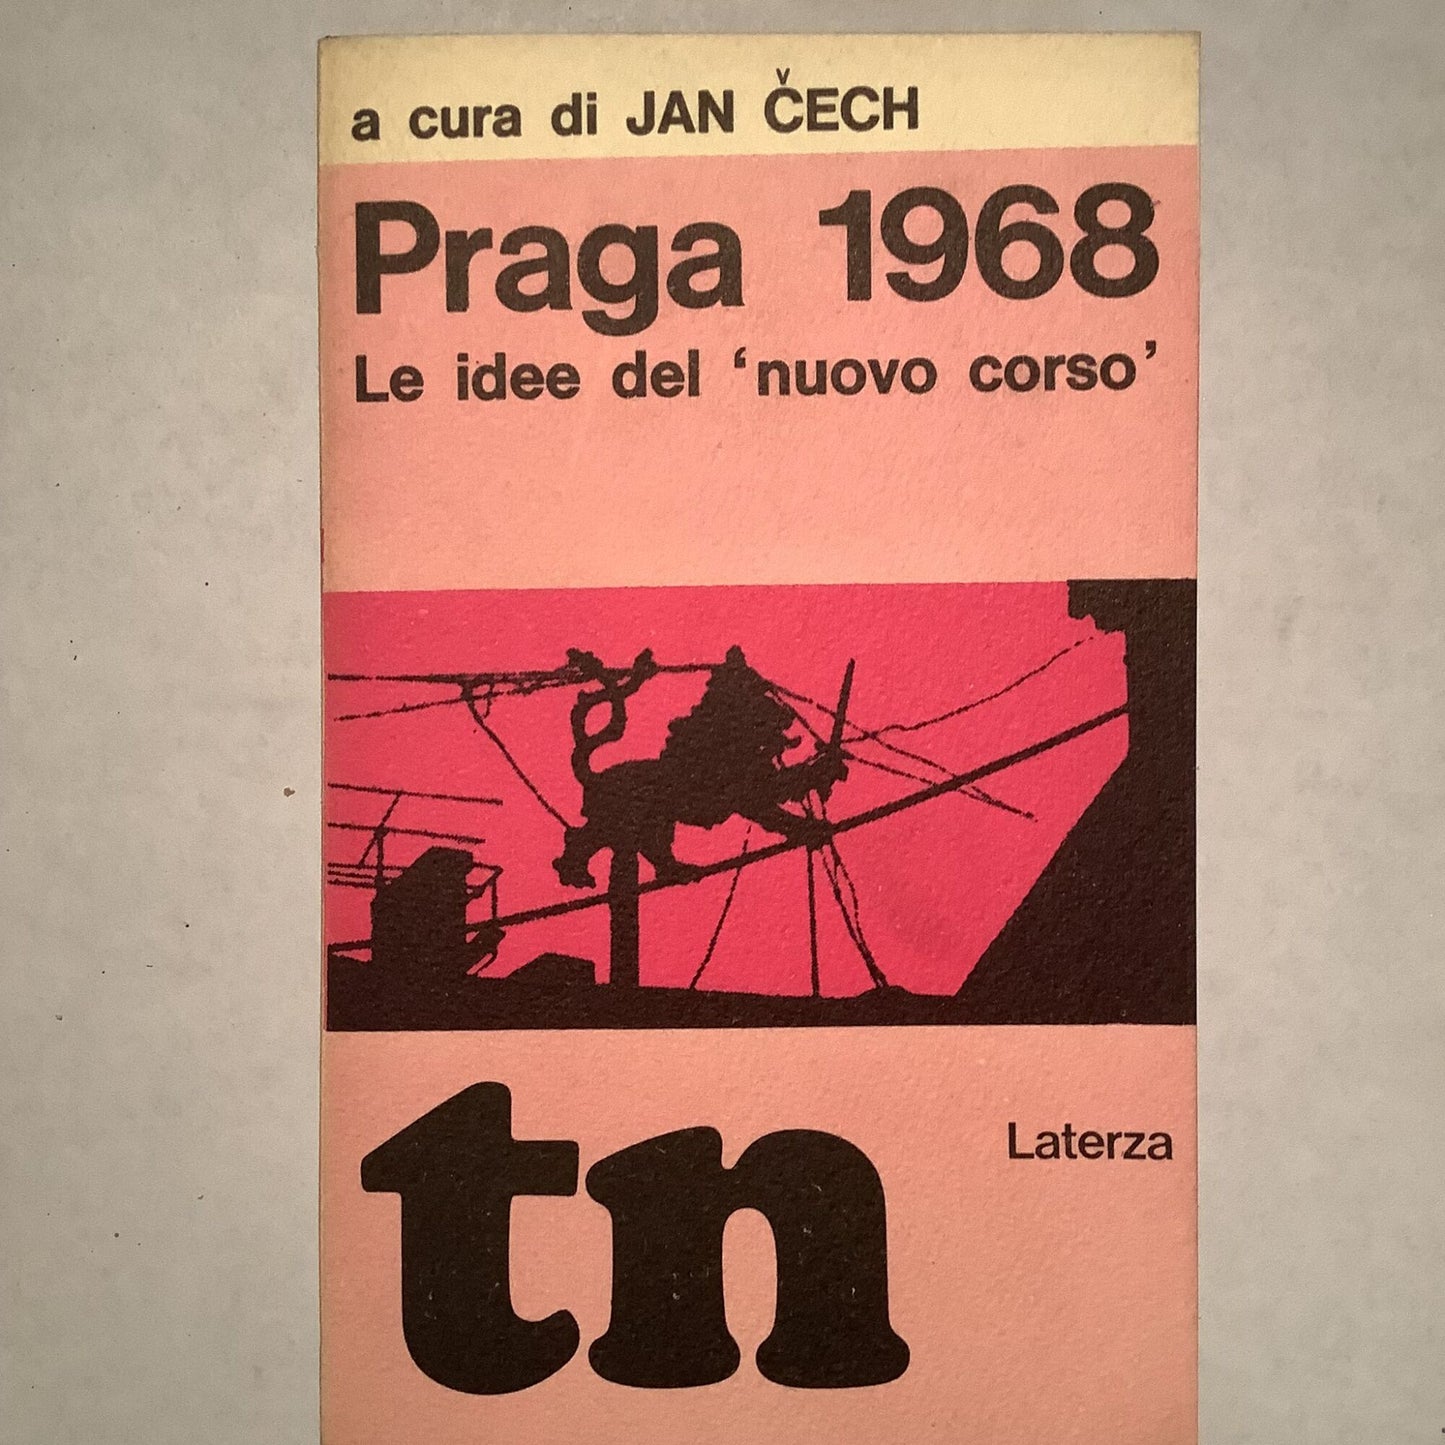 a cura di JAN ČECH
Praga 1968
Le idee del ‘nuovo corso’
tn
Laterza